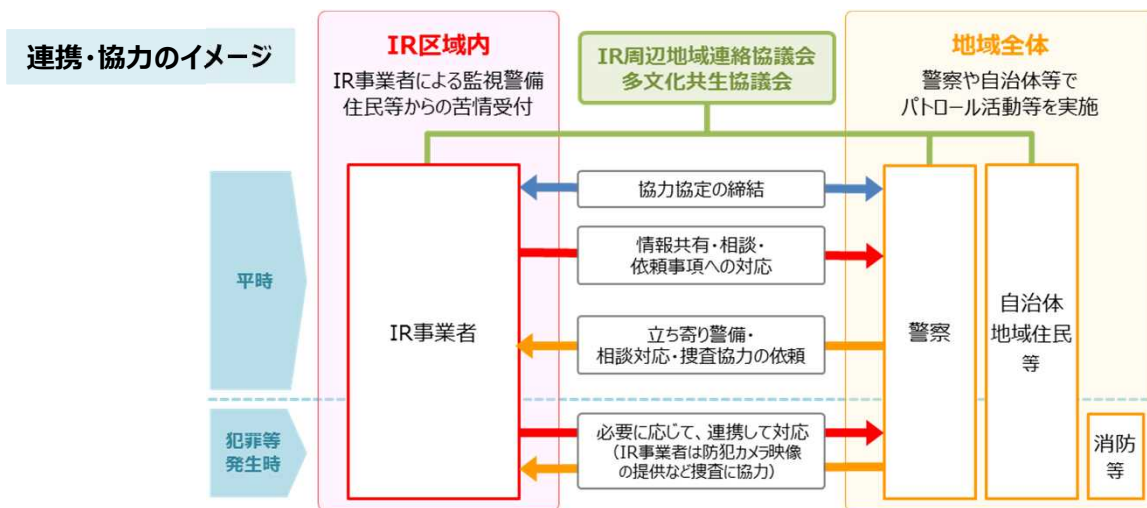 連携・協力のイメージ
IR区域内
IR事業者による監視警備
住民等からの苦情受付
IR周辺地域連絡協議会
多文化共生協議会
地域全体
警察や自治体等で
パトロール活動等を実施
平時
IR事業者
協力協定の締結
情報共有・相談・
依頼事項への対応
立ち寄り警備・
相談対応・捜査協力の依頼
警察
自治体
地域住民
等
犯罪等
発生時
必要に応じて、連携して対応
(IR事業者は防犯カメラ映像
の提供など捜査に協力)
消防
等